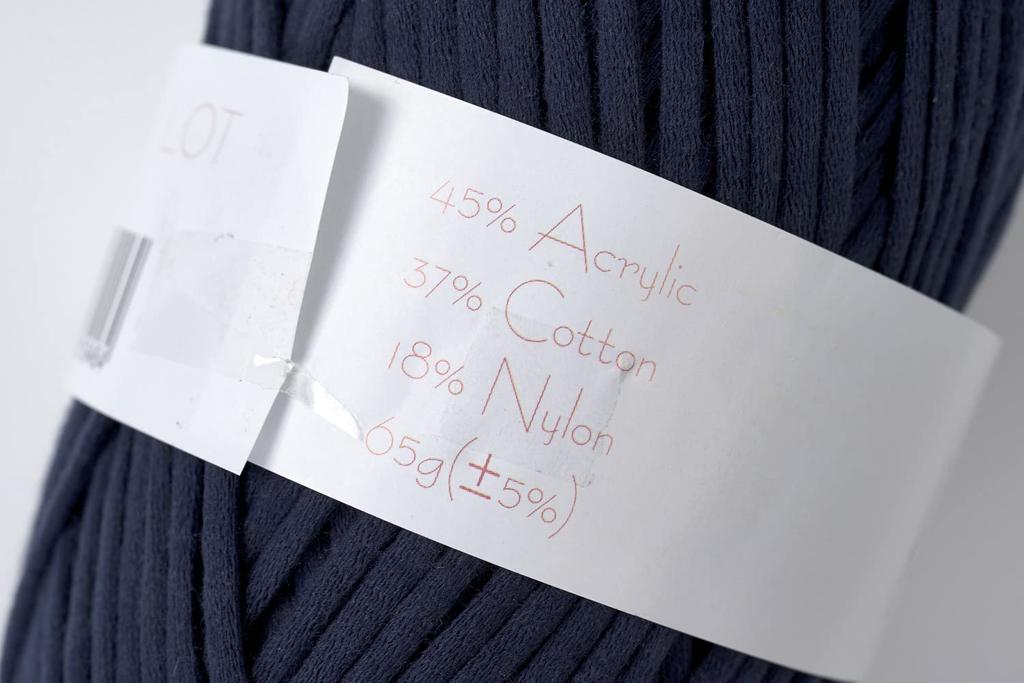 LOT
45% Acrylic
37% Cotton
18% Nylon
65g(±5%)